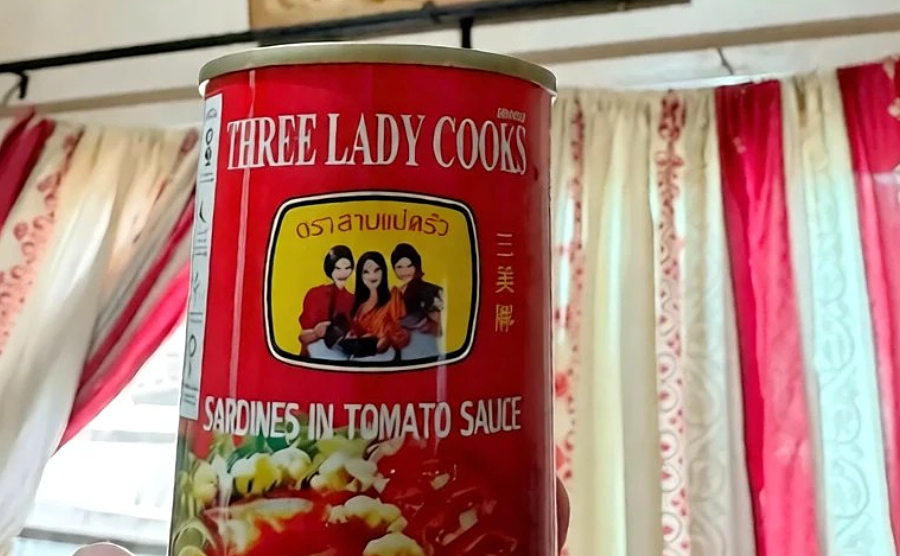 THREE LADY COOKS
ตราสามแม่ครัว
三
美
SARDINES IN TOMATO SAUCE